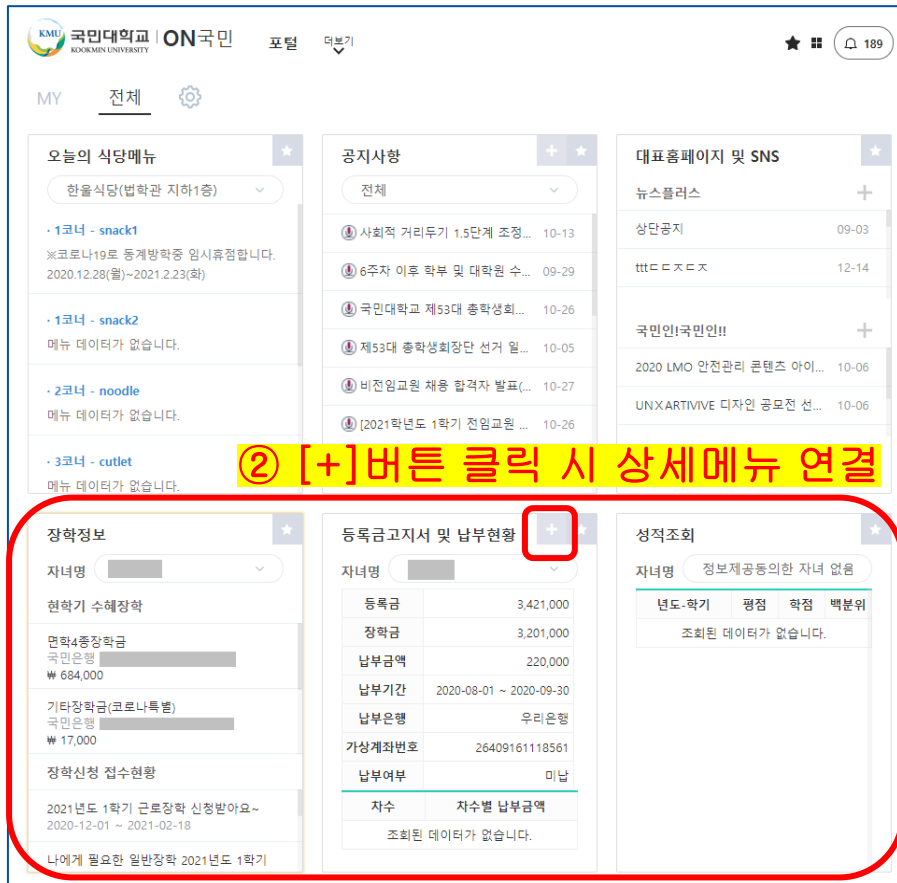 KMU 국민대학교 ON국민 포털 더보기 189
KOOKMIN UNIVERSITY
MY 전체
오늘의 식당메뉴
한울식당(법학관 지하1층)
· 1코너 - snack1
※코로나19로 동계방학중 임시휴점합니다.
2020.12.28(월)~2021.2.23(화)
· 1코너 - snack2
메뉴 데이터가 없습니다.
· 2코너 - noodle
메뉴 데이터가 없습니다.
· 3코너 - cutlet
메뉴 데이터가 없습니다.
공지사항
전체
사회적 거리두기 1.5단계 조정... 10-13
6주차 이후 학부 및 대학원 수... 09-29
국민대학교 제53대 총학생회... 10-26
제53대 총학생회장단 선거 일... 10-05
비전임교원 채용 합격자 발표(... 10-27
[2021학년도 1학기 전임교원 ... 10-26
대표홈페이지 및 SNS
뉴스플러스
상단공지 09-03
tttㄷㄷㅈㄷㅈ 12-14
국민인!국민인!!
2020 LMO 안전관리 콘텐츠 아이... 10-06
UNXARTIVIVE 디자인 공모전 선... 10-06
② [+]버튼 클릭 시 상세메뉴 연결
장학정보
자녀명
현학기 수혜장학
면학4종장학금
국민은행
₩ 684,000
기타장학금(코로나특별)
국민은행
₩ 17,000
장학신청 접수현황
2021년도 1학기 근로장학 신청받아요~
2020-12-01 ~ 2021-02-18
나에게 필요한 일반장학 2021년도 1학기
등록금고지서 및 납부현황
자녀명
등록금 3,421,000
장학금 3,201,000
납부금액 220,000
납부기간 2020-08-01 ~ 2020-09-30
납부은행 우리은행
가상계좌번호 26409161118561
납부여부 미납
차수 차수별 납부금액
조회된 데이터가 없습니다.
성적조회
자녀명 정보제공동의한 자녀 없음
년도-학기 평점 학점 백분위
조회된 데이터가 없습니다.